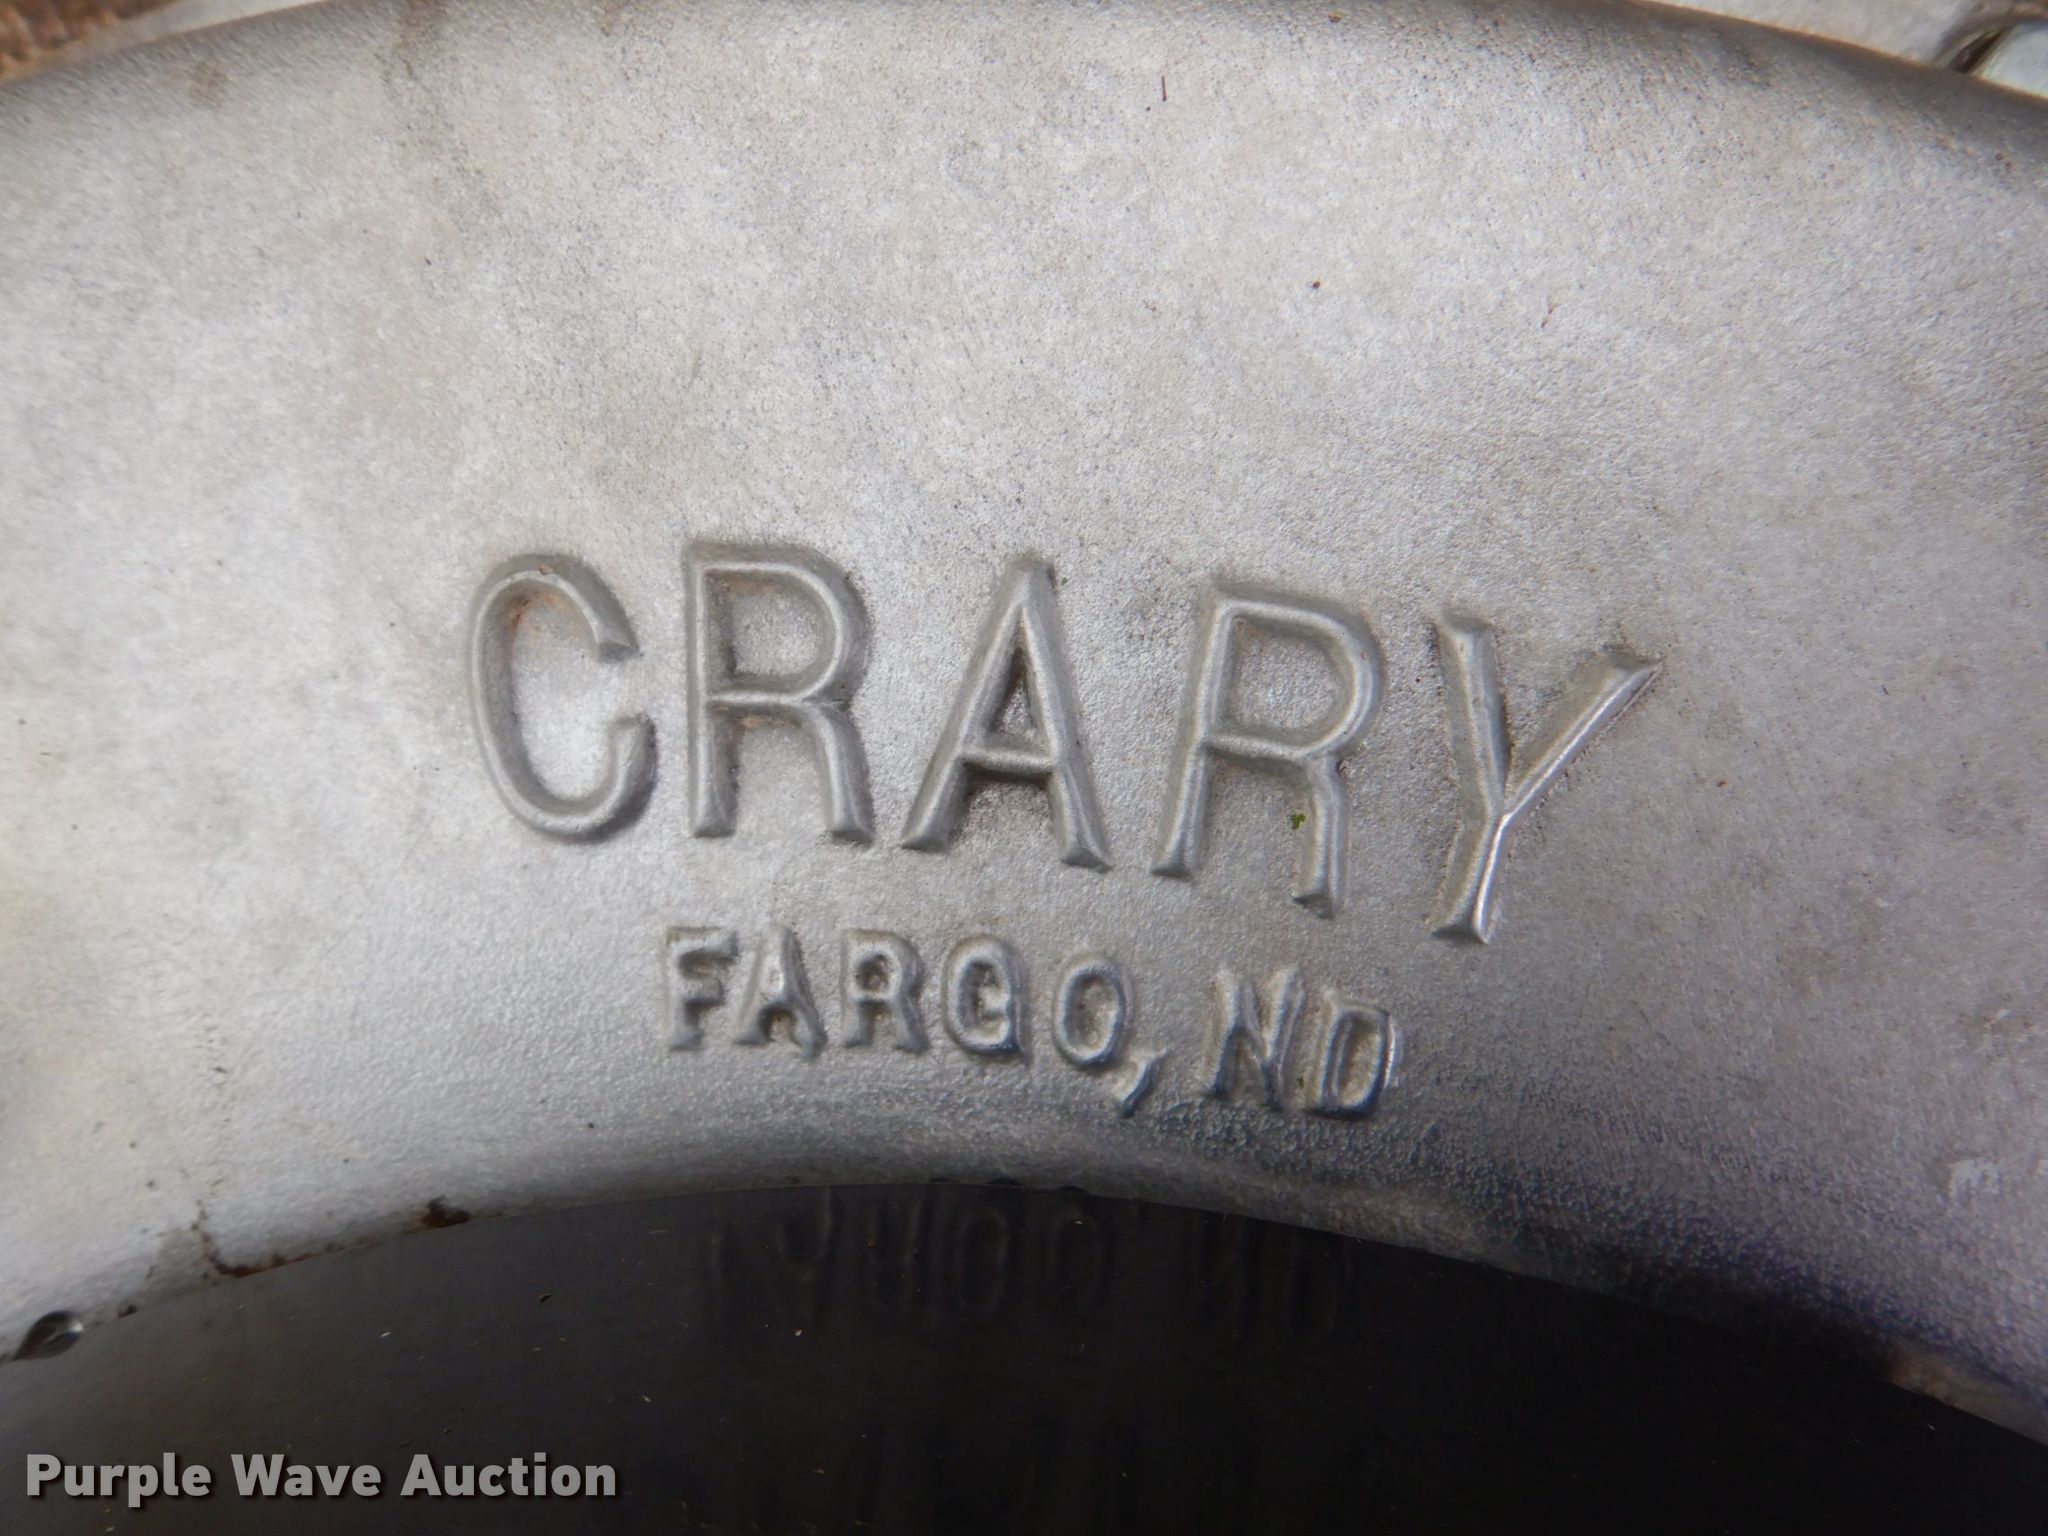 CRARY
FARGO, ND
Purple Wave Auction